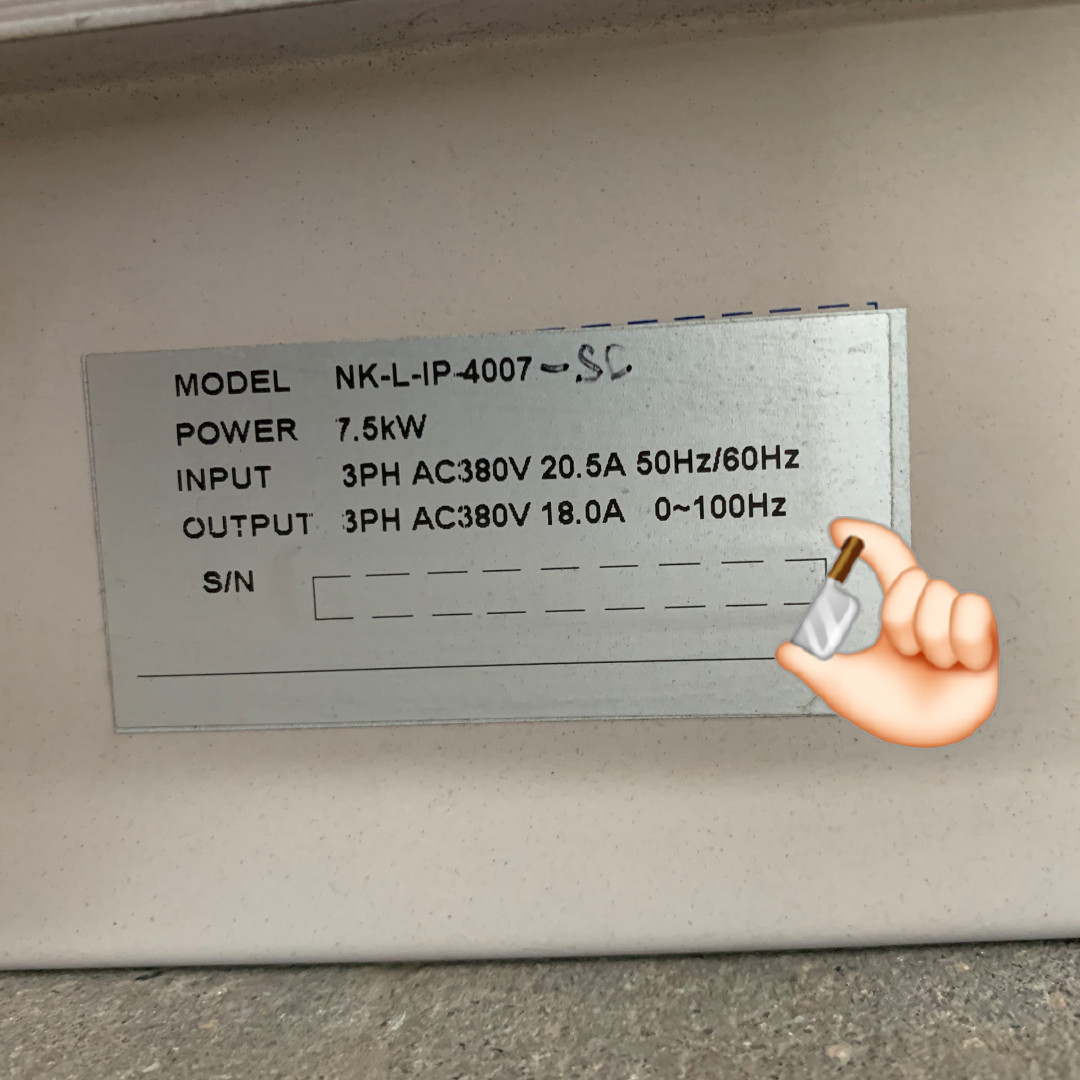 MODEL NK-L-IP-4007-SC
POWER 7.5kW
INPUT 3PH AC380V 20.5A 50Hz/60Hz
OUTPUT 3PH AC380V 18.0A 0~100Hz
S/N